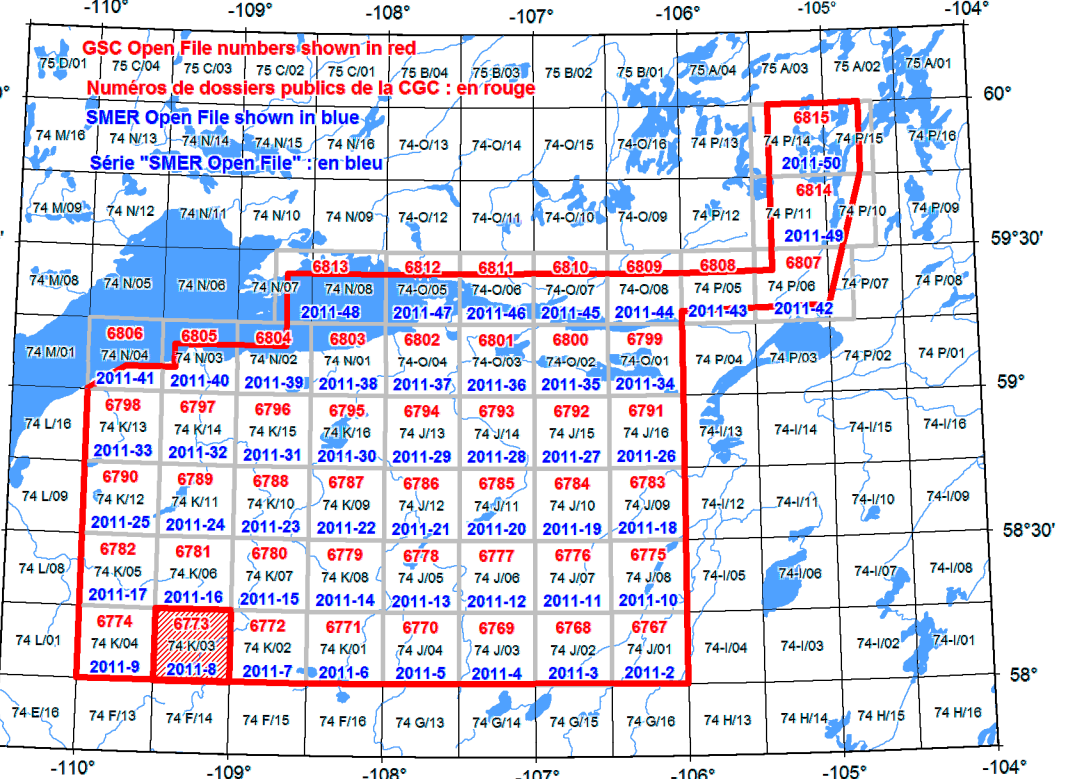 -110° -109° -108° -107° -106° -105° -104°
GSC Open File numbers shown in red
75 D/01 75 C/04 75 C/03 75 C/02 75 C/01 75 B/04 75 B/03 75 B/02 75 B/01 75 A/04 75 A/03 75 A/02 75 A/01
Numéros de dossiers publics de la CGC : en rouge
0° 60°
SMER Open File shown in blue
6815
74 M/16 74 N/13 74 N/14 74 N/15 74 N/16 74-O/13 74-O/14 74-O/15 74-O/16 74 P/13 74 P/14 74 P/15 74 P/16
Série "SMER Open File" : en bleu
2011-50
6814
74 M/09 74 N/12 74 N/11 74 N/10 74 N/09 74-O/12 74-O/11 74-O/10 74-O/09 74 P/12 74 P/11 74 P/10 74 P/09
2011-49
' 59°30'
6813 6812 6811 6810 6809 6808 6807
74 M/08 74 N/05 74 N/06 74 N/07 74 N/08 74-O/05 74-O/06 74-O/07 74-O/08 74 P/05 74 P/06 74 P/07 74 P/08
2011-48 2011-47 2011-46 2011-45 2011-44 2011-43 2011-42
6806 6805 6804 6803 6802 6801 6800 6799
74 M/01 74 N/04 74 N/03 74 N/02 74 N/01 74-O/04 74-O/03 74-O/02 74-O/01 74 P/04 74 P/03 74 P/02 74 P/01
2011-41 2011-40 2011-39 2011-38 2011-37 2011-36 2011-35 2011-34
59°
6798 6797 6796 6795 6794 6793 6792 6791
74 L/16 74 K/13 74 K/14 74 K/15 74 K/16 74 J/13 74 J/14 74 J/15 74 J/16 74-I/13 74-I/14 74-I/15 74-I/16
2011-33 2011-32 2011-31 2011-30 2011-29 2011-28 2011-27 2011-26
6790 6789 6788 6787 6786 6785 6784 6783
74 L/09 74 K/12 74 K/11 74 K/10 74 K/09 74 J/12 74 J/11 74 J/10 74 J/09 74-I/12 74-I/11 74-I/10 74-I/09
2011-25 2011-24 2011-23 2011-22 2011-21 2011-20 2011-19 2011-18
58°30'
6782 6781 6780 6779 6778 6777 6776 6775
74 L/08 74 K/05 74 K/06 74 K/07 74 K/08 74 J/05 74 J/06 74 J/07 74 J/08 74-I/05 74-I/06 74-I/07 74-I/08
2011-17 2011-16 2011-15 2011-14 2011-13 2011-12 2011-11 2011-10
6774 6773 6772 6771 6770 6769 6768 6767
74 L/01 74 K/04 74 K/03 74 K/02 74 K/01 74 J/04 74 J/03 74 J/02 74 J/01 74-I/04 74-I/03 74-I/02 74-I/01
2011-9 2011-8 2011-7 2011-6 2011-5 2011-4 2011-3 2011-2
58°
74 E/16 74 F/13 74 F/14 74 F/15 74 F/16 74 G/13 74 G/14 74 G/15 74 G/16 74 H/13 74 H/14 74 H/15 74 H/16
-110° -109° -108° -107° -106° -105° -104°